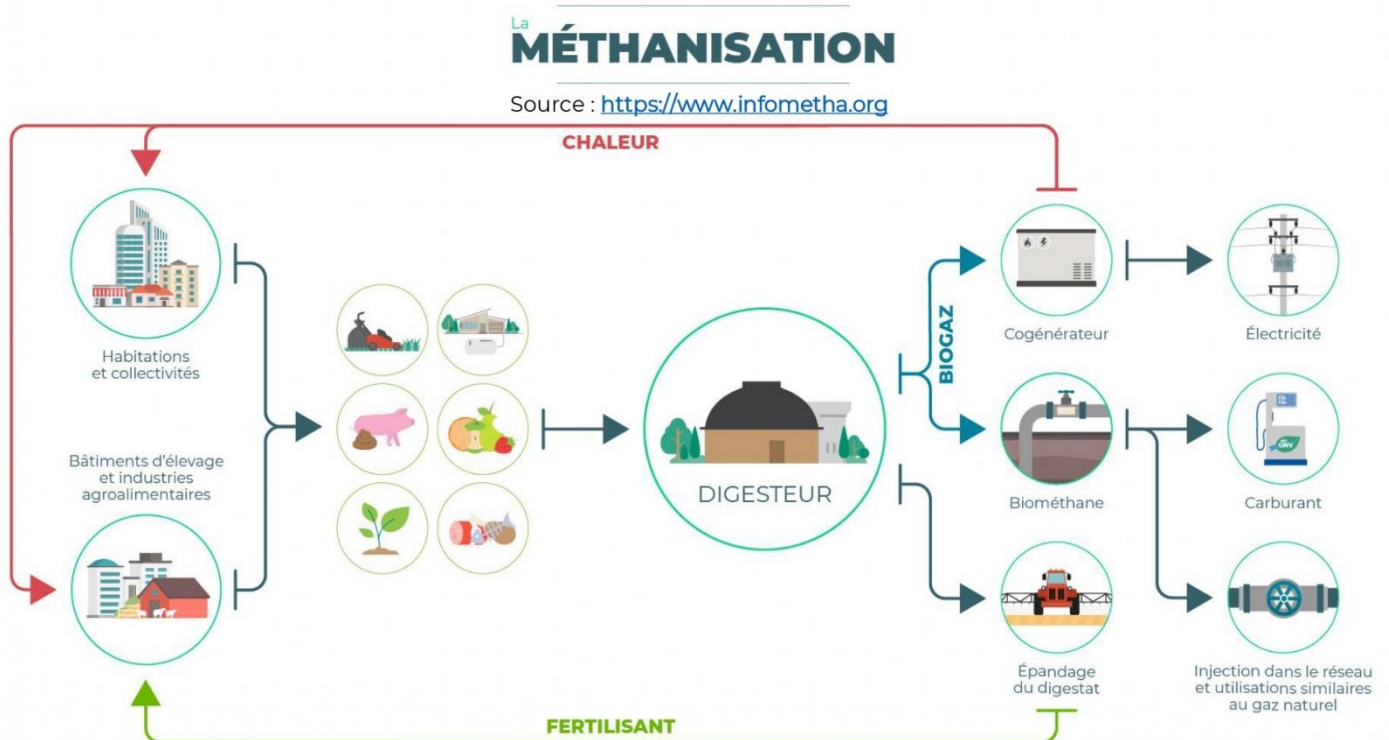 La
MÉTHANISATION
Source : https://www.infometha.org
CHALEUR
Habitations
et collectivités
Bâtiments d'élevage
et industries
agroalimentaires
DIGESTEUR
BIOGAZ
Cogénérateur
Électricité
Biométhane
Carburant
GNV
Épandage
du digestat
Injection dans le réseau
et utilisations similaires
au gaz naturel
FERTILISANT